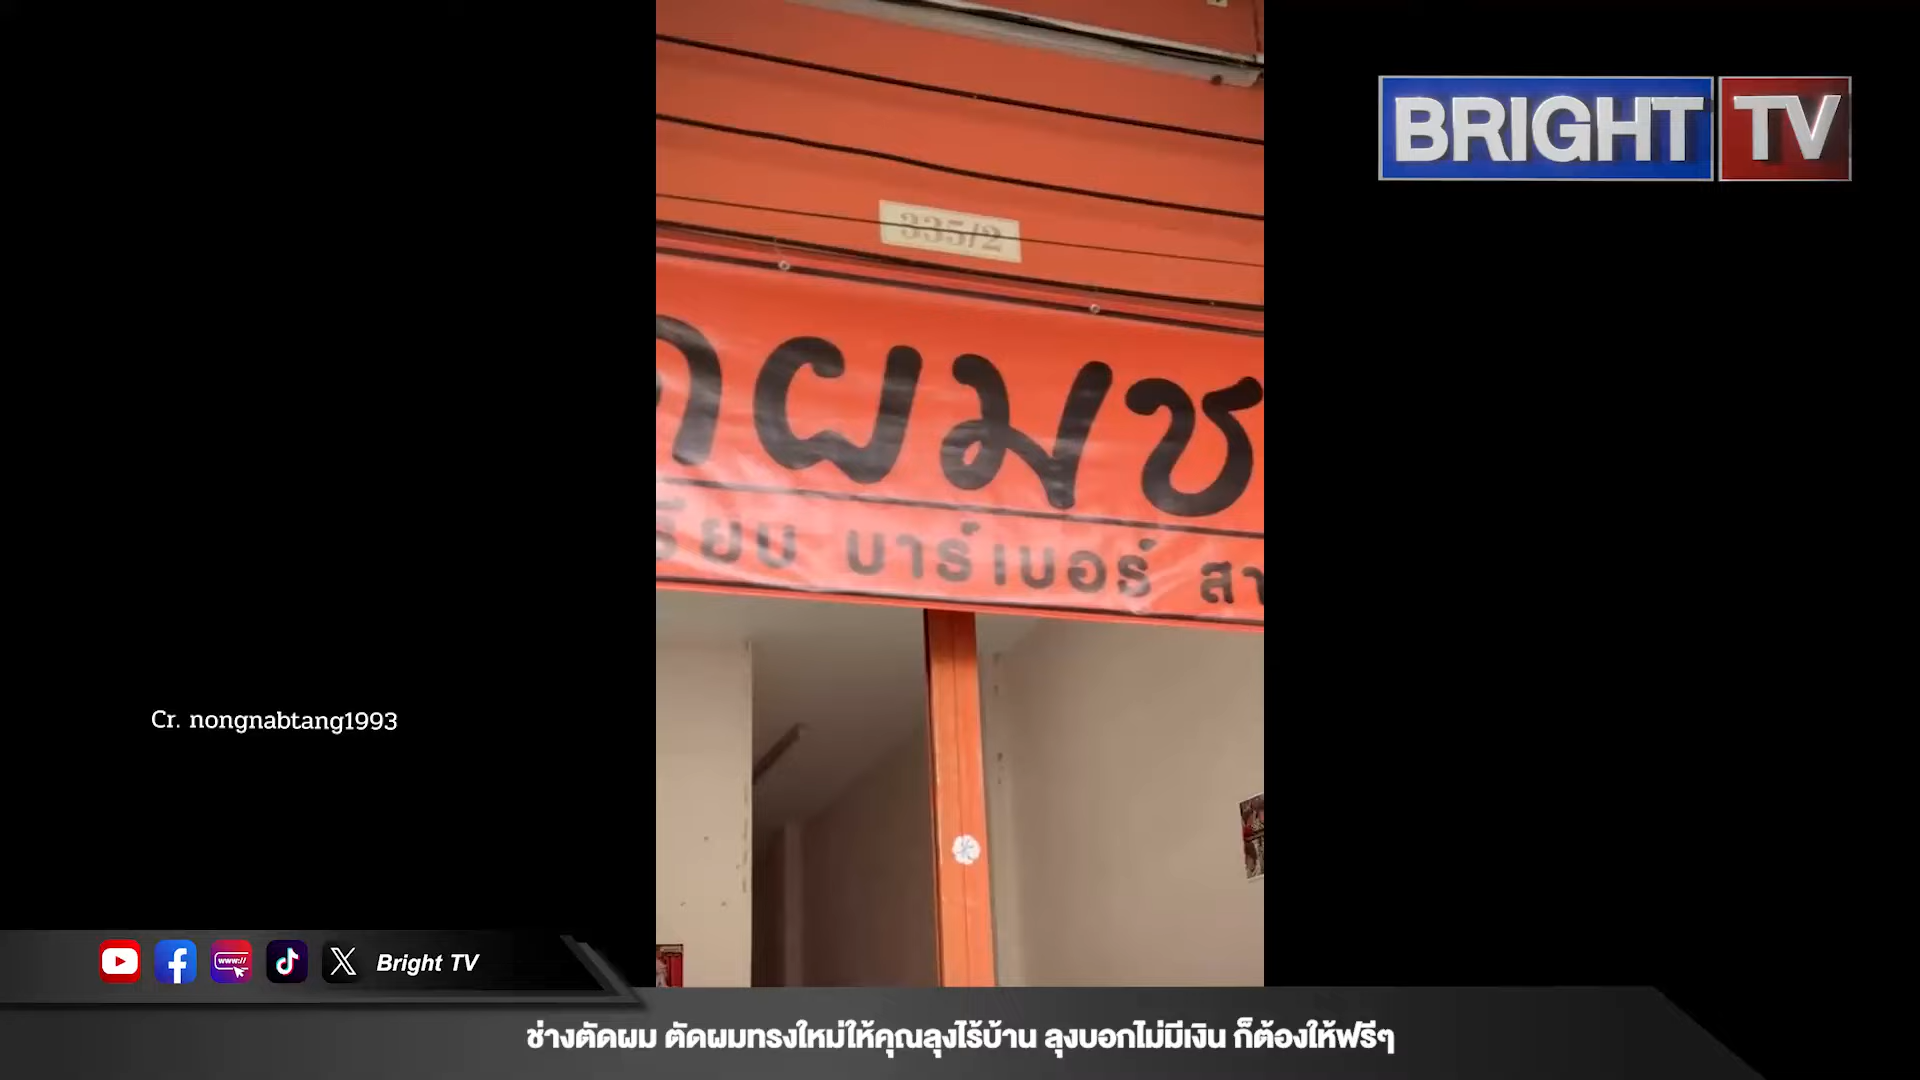 BRIGHT TV
335/2
ผมช
บาร์เบอร์
Cr. nongnabtang1993
www://
Bright TV
ช่างตัดผม ตัดผมทรงใหม่ให้คุณลุงไร้บ้าน ลุงบอกไม่มีเงิน ก็ต้องให้ฟรีๆ